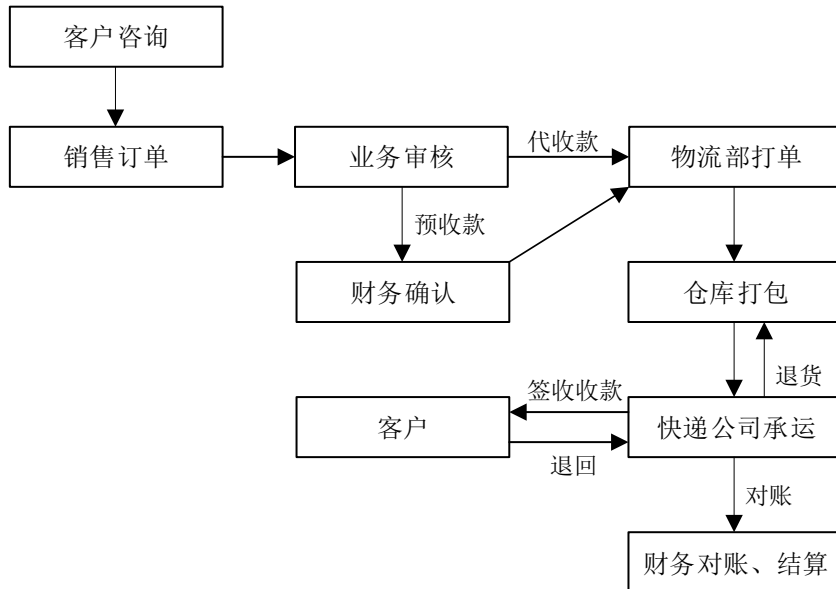 客户咨询
销售订单
业务审核
代收款
物流部打单
预收款
财务确认
仓库打包
退货
客户
签收收款
快递公司承运
退回
对账
财务对账、结算